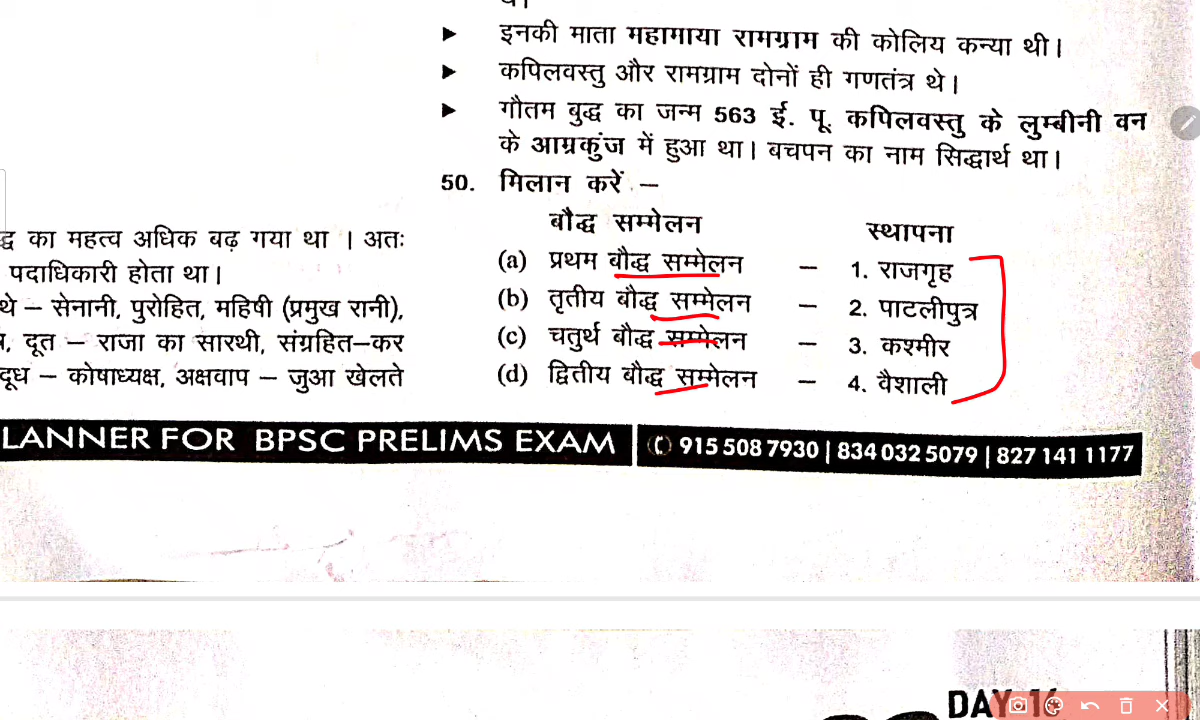 द्ध का महत्व अधिक बढ़ गया था । अतः
पदाधिकारी होता था।
थे – सेनानी, पुरोहित, महिषी (प्रमुख रानी),
दूत – राजा का सारथी, संग्रहित–कर
दूध – कोषाध्यक्ष, अक्षवाप – जुआ खेलते
▶ इनकी माता महामाया रामग्राम की कोलिय कन्या थी।
▶ कपिलवस्तु और रामग्राम दोनों ही गणतंत्र थे।
▶ गौतम बुद्ध का जन्म 563 ई. पू. कपिलवस्तु के लुम्बीनी वन
के आम्रकुंज में हुआ था। बचपन का नाम सिद्धार्थ था।
50. मिलान करें –
बौद्ध सम्मेलन स्थापना
(a) प्रथम बौद्ध सम्मेलन – 1. राजगृह
(b) तृतीय बौद्ध सम्मेलन – 2. पाटलीपुत्र
(c) चतुर्थ बौद्ध सम्मेलन – 3. कश्मीर
(d) द्वितीय बौद्ध सम्मेलन – 4. वैशाली
LANNER FOR BPSC PRELIMS EXAM 915 508 7930 | 834 032 5079 | 827 141 1177
DAY 16